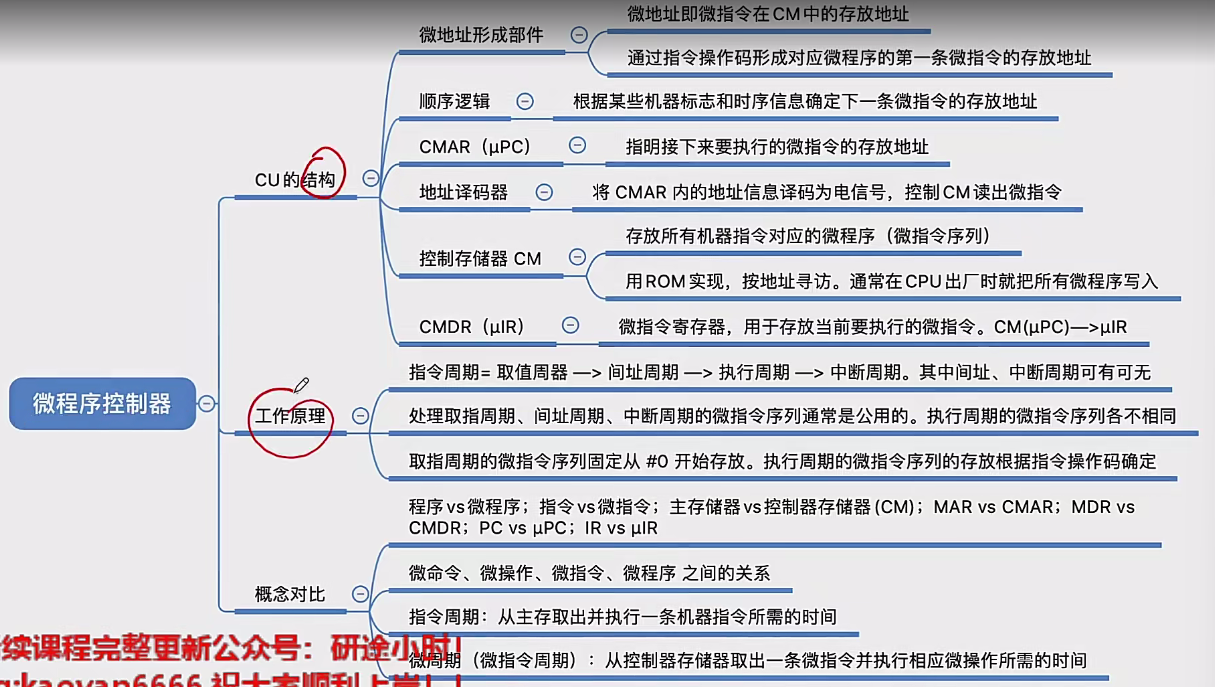 微地址即微指令在CM中的存放地址
微地址形成部件
通过指令操作码形成对应微程序的第一条微指令的存放地址
顺序逻辑
根据某些机器标志和时序信息确定下一条微指令的存放地址
CMAR（μPC）
指明接下来要执行的微指令的存放地址
CU的结构
地址译码器
将 CMAR 内的地址信息译码为电信号，控制CM读出微指令
存放所有机器指令对应的微程序（微指令序列）
控制存储器 CM
用ROM实现，按地址寻访。通常在CPU出厂时就把所有微程序写入
CMDR（μIR）
微指令寄存器，用于存放当前要执行的微指令。CM(μPC)—>μIR
指令周期= 取值周器 —> 间址周期 —> 执行周期 —> 中断周期。其中间址、中断周期可有可无
微程序控制器
工作原理
处理取指周期、间址周期、中断周期的微指令序列通常是公用的。执行周期的微指令序列各不相同
取指周期的微指令序列固定从 #0 开始存放。执行周期的微指令序列的存放根据指令操作码确定
程序vs微程序；指令vs微指令；主存储器vs控制器存储器(CM)；MAR vs CMAR；MDR vs
CMDR；PC vs μPC；IR vs μIR
微命令、微操作、微指令、微程序 之间的关系
概念对比
指令周期：从主存取出并执行一条机器指令所需的时间
续课程完整更新公众号：研途小时！
微周期（微指令周期）：从控制器存储器取出一条微指令并执行相应微操作所需的时间
:kaoyan6666 祝大家顺利上岸！！